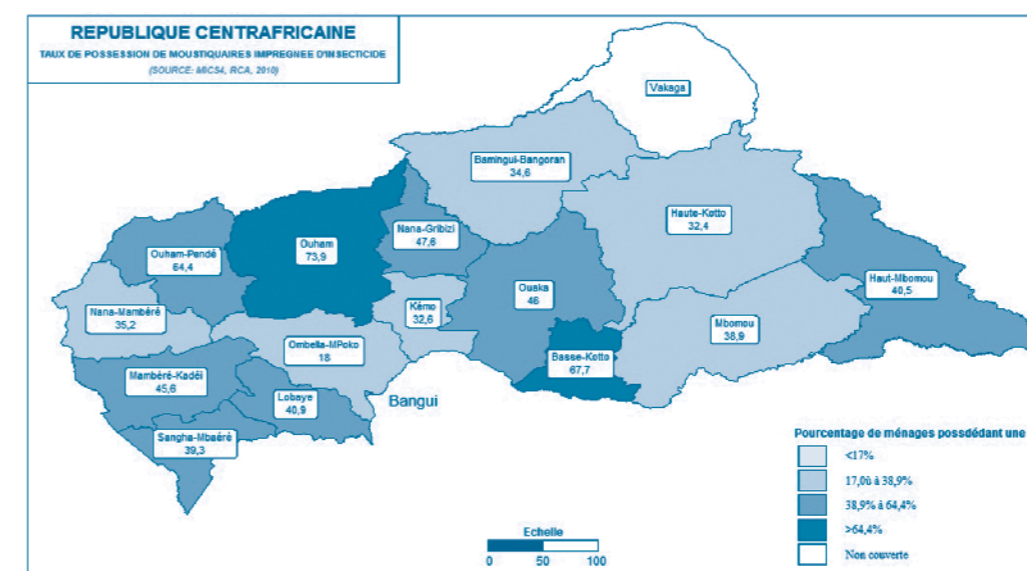 REPUBLIQUE CENTRAFRICAINE
TAUX DE POSSESSION DE MOUSTIQUAIRES IMPREGNEE D'INSECTICIDE
(SOURCE: MICS4, RCA, 2010)
Vakaga
Bamingui-Bangoran
34,6
Haute-Kotto
32,4
Nana-Gribizi
47,6
Ouham
73,9
Ouham-Pendé
64,4
Haut-Mbomou
40,5
Ouaka
46
Kémo
32,6
Nana-Mambéré
35,2
Mbomou
38,9
Ombella-MPoko
18
Basse-Kotto
67,7
Mambéré-Kadéi
45,6
Lobaye
40,9
Bangui
Sangha-Mbaéré
39,3
Pourcentage de ménages possdédant une
<17%
17,0ù à 38,9%
38,9% à 64,4%
>64,4%
Non couverte
Echelle
0 50 100